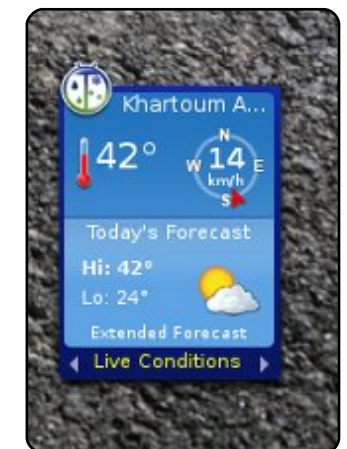 Khartoum A...
42°
N
W 14 E
km/h
S
Today's Forecast
Hi: 42°
Lo: 24°
Extended Forecast
Live Conditions